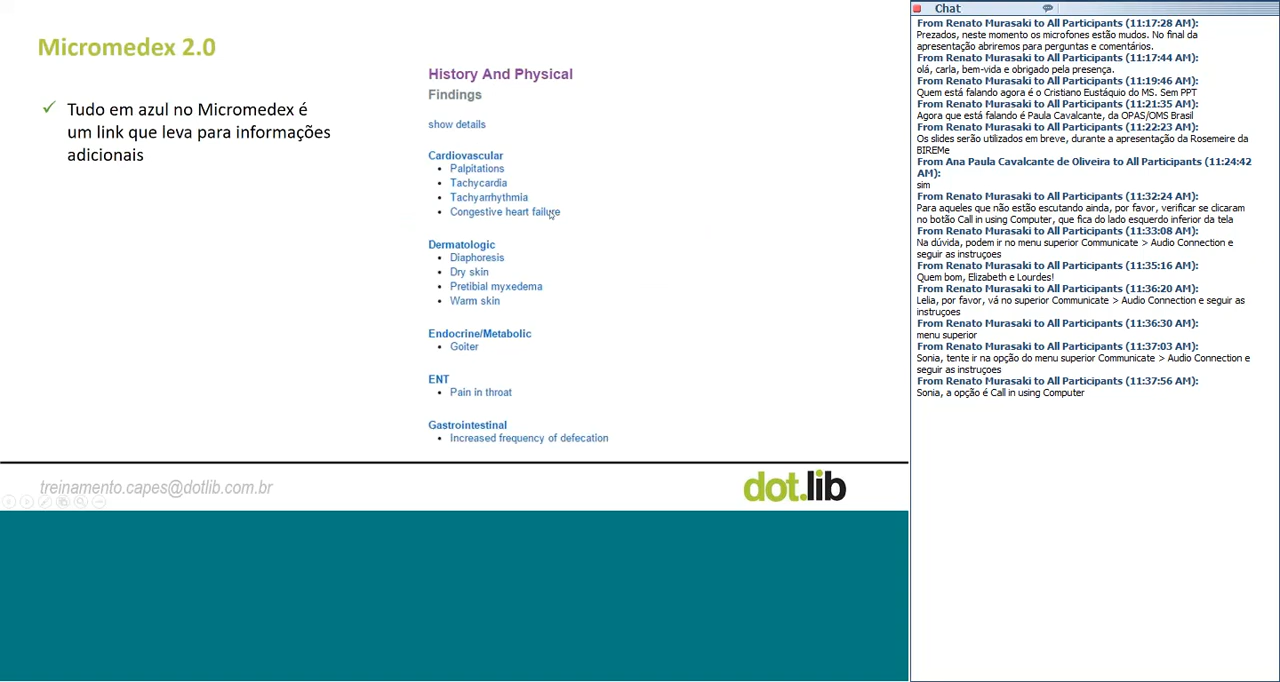 Micromedex 2.0
Tudo em azul no Micromedex é
um link que leva para informações
adicionais
History And Physical
Findings
show details
Cardiovascular
Palpitations
Tachycardia
Tachyarrhythmia
Congestive heart failure
Dermatologic
Diaphoresis
Dry skin
Pretibial myxedema
Warm skin
Endocrine/Metabolic
Goiter
ENT
Pain in throat
Gastrointestinal
Increased frequency of defecation
treinamento.capes@dotlib.com.br
dot.lib
Chat
From Renato Murasaki to All Participants (11:17:28 AM):
Prezados, neste momento os microfones estão mudos. No final da
apresentação abriremos para perguntas e comentários.
From Renato Murasaki to All Participants (11:17:44 AM):
olá, carla, bem-vida e obrigado pela presença.
From Renato Murasaki to All Participants (11:19:46 AM):
Quem está falando agora é o Cristiano Eustáquio do MS. Sem PPT
From Renato Murasaki to All Participants (11:21:35 AM):
Agora que está falando é Paula Cavalcante, da OPAS/OMS Brasil
From Renato Murasaki to All Participants (11:22:23 AM):
Os slides serão utilizados em breve, durante a apresentação da Rosemeire da
BIREMe
From Ana Paula Cavalcante de Oliveira to All Participants (11:24:42
AM):
sim
From Renato Murasaki to All Participants (11:32:24 AM):
Para aqueles que não estão escutando ainda, por favor, verificar se clicaram
no botão Call in using Computer, que fica do lado esquerdo inferior da tela
From Renato Murasaki to All Participants (11:33:08 AM):
Na dúvida, podem ir no menu superior Communicate > Audio Connection e
seguir as instruçoes
From Renato Murasaki to All Participants (11:35:16 AM):
Quem bom, Elizabeth e Lourdes!
From Renato Murasaki to All Participants (11:36:20 AM):
Lelia, por favor, vá no superior Communicate > Audio Connection e seguir as
instruçoes
From Renato Murasaki to All Participants (11:36:30 AM):
menu superior
From Renato Murasaki to All Participants (11:37:03 AM):
Sonia, tente ir na opção do menu superior Communicate > Audio Connection e
seguir as instruçoes
From Renato Murasaki to All Participants (11:37:56 AM):
Sonia, a opção é Call in using Computer